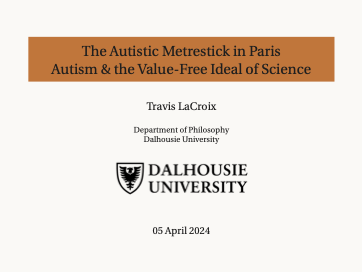 The Autistic Metrestick in Paris
Autism & the Value-Free Ideal of Science
Travis LaCroix
Department of Philosophy
Dalhousie University
DALHOUSIE
UNIVERSITY
05 April 2024